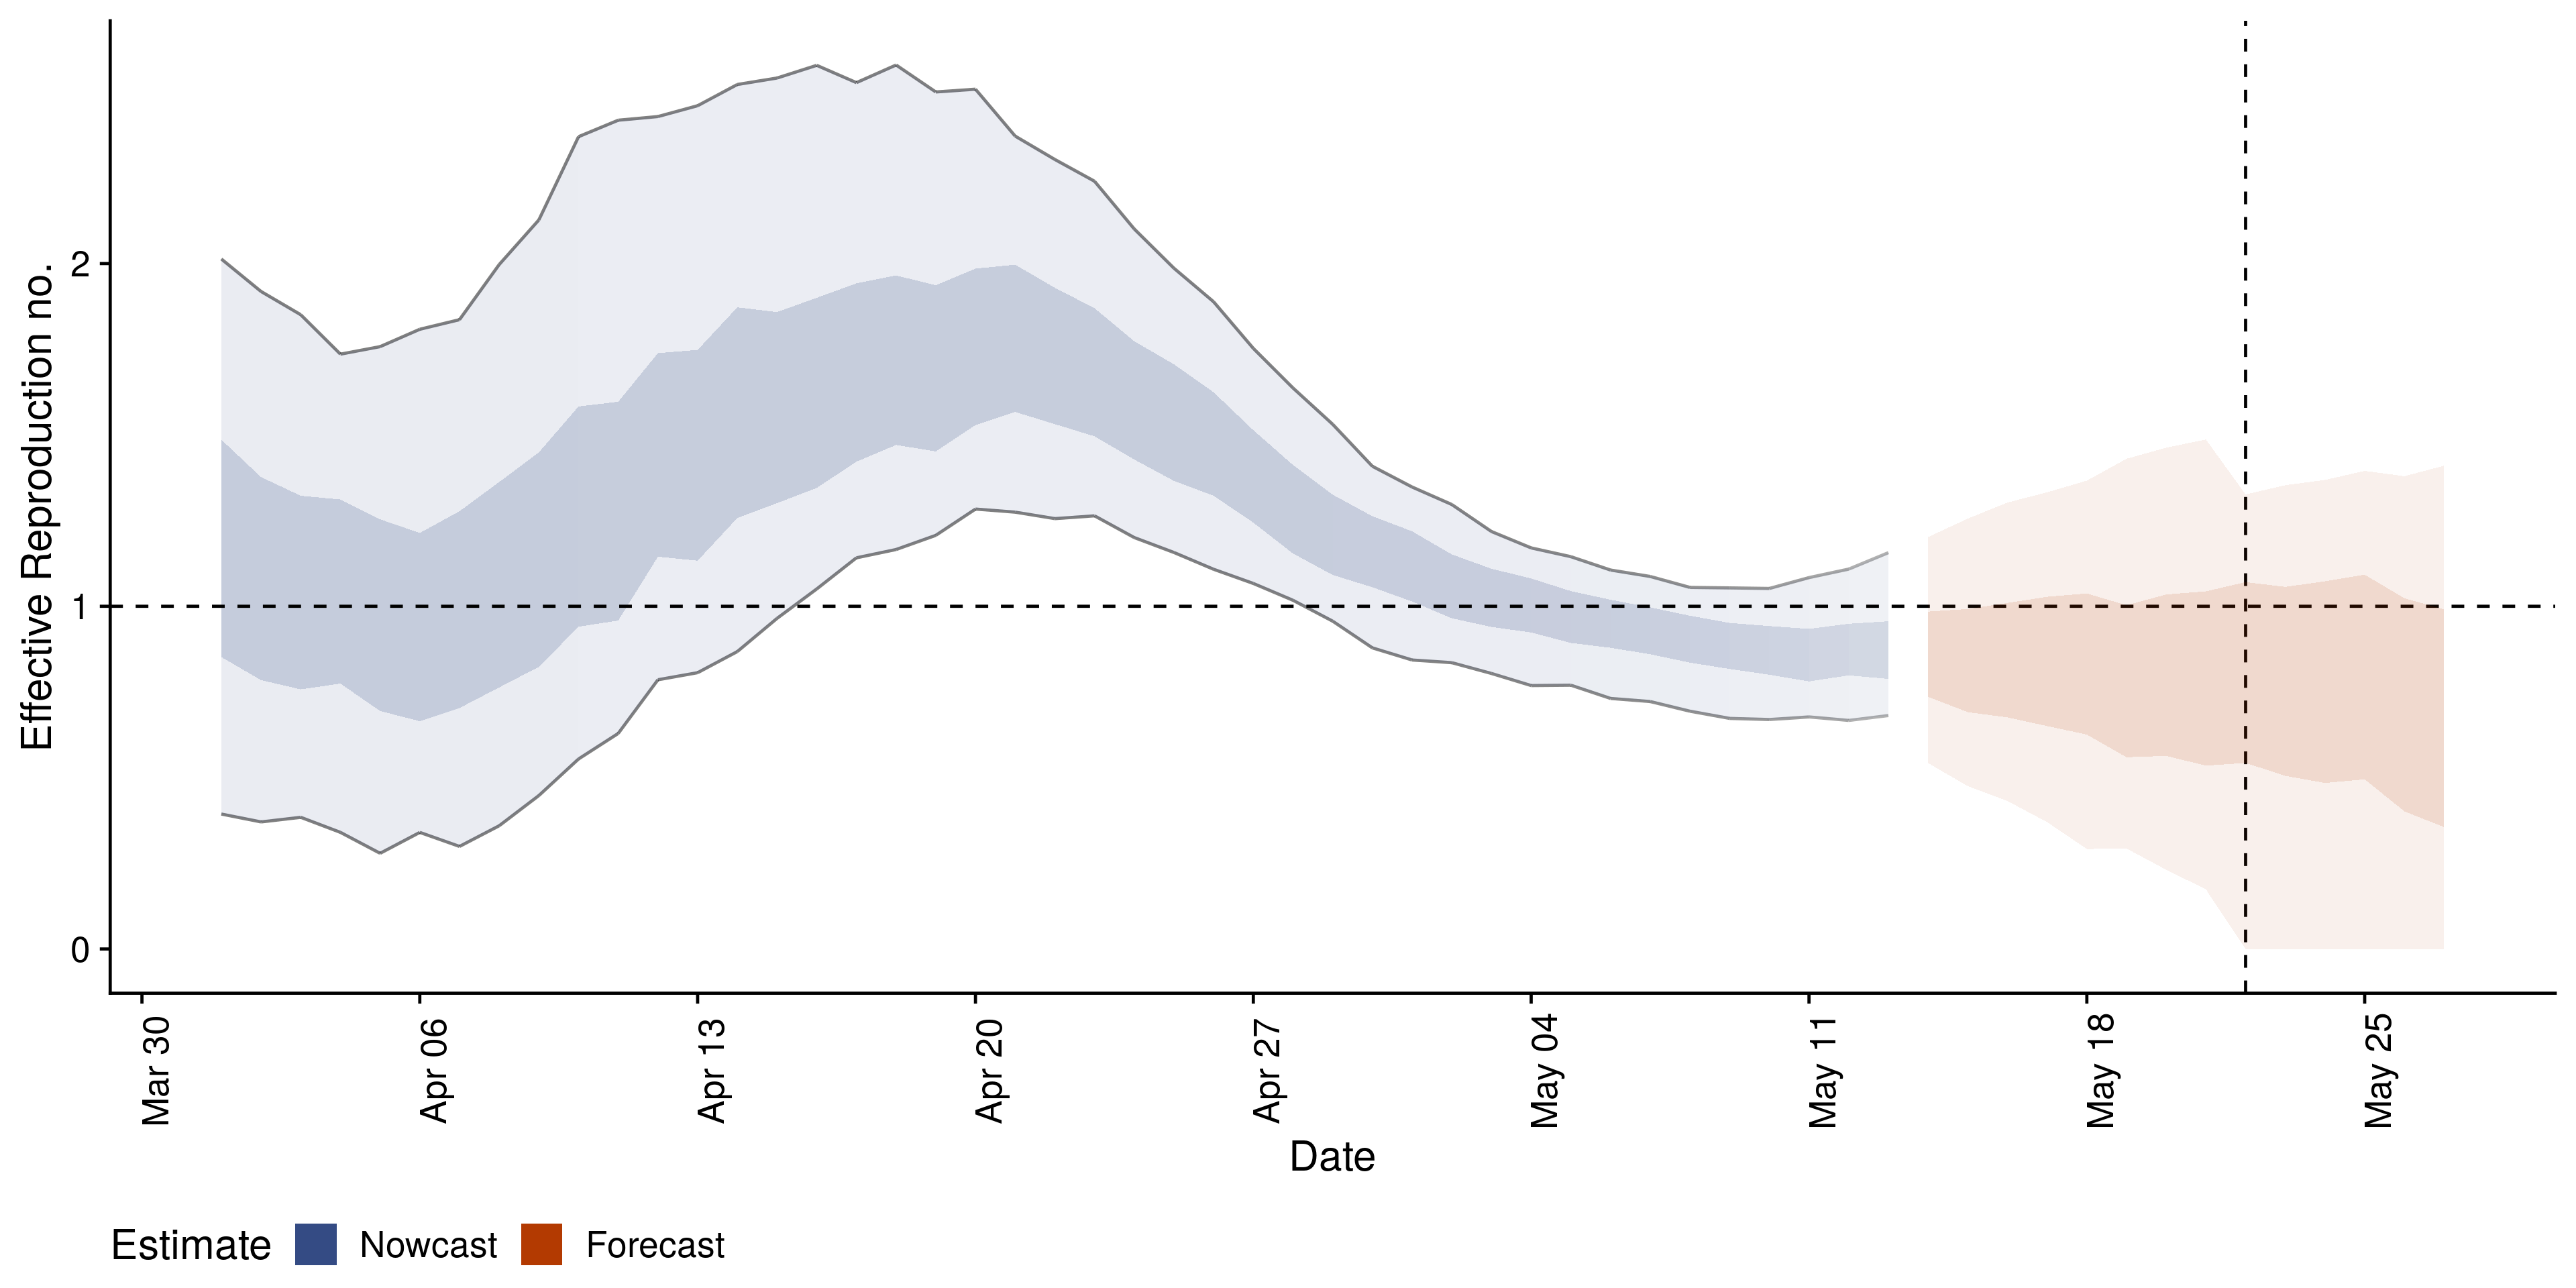 Effective Reproduction no.
2
1
0
Mar 30
Apr 06
Apr 13
Apr 20
Apr 27
May 04
May 11
May 18
May 25
Date
Estimate Nowcast Forecast